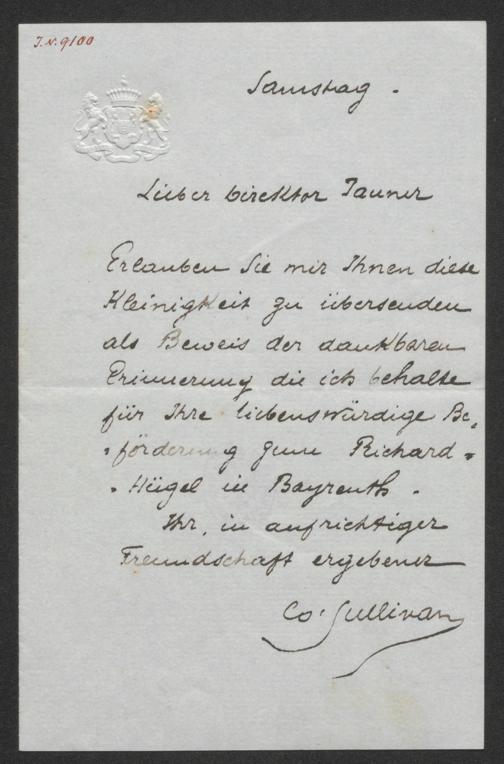 I.N. 9100
Samstag.
Lieber Direktor Jauner
Erlauben Sie mir Ihnen diese
Kleinigkeit zu übersenden
als Beweis der dankbaren
Erinnerung die ich behalte
für Ihre liebenswürdige Be„
„förderung zum Richard„
„Hügel in Bayreuth.
Ihr, in aufrichtiger
Freundschaft ergebener
Co'Sullivan